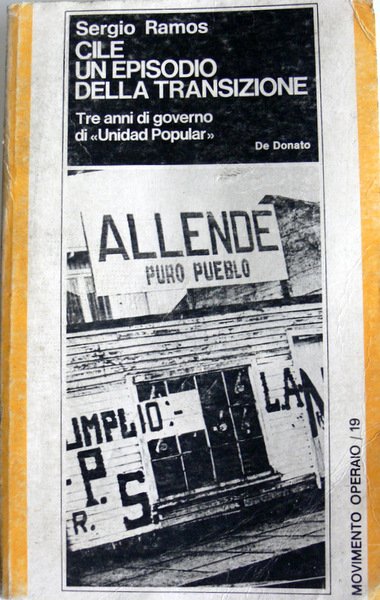 Sergio Ramos
CILE
UN EPISODIO
DELLA TRANSIZIONE
Tre anni di governo
di «Unidad Popular»
De Donato
ALLENDE
PURO PUEBLO
UMPLIO:-
LA
.P.
R. S.
MOVIMENTO OPERAIO / 19